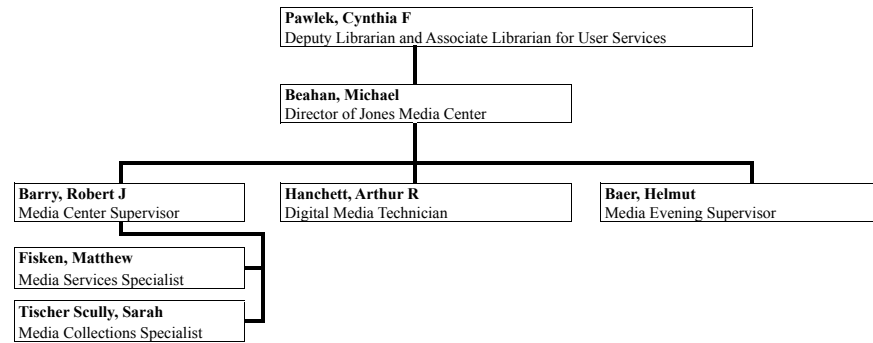 Pawlek, Cynthia F
Deputy Librarian and Associate Librarian for User Services
Beahan, Michael
Director of Jones Media Center
Barry, Robert J
Media Center Supervisor
Hanchett, Arthur R
Digital Media Technician
Baer, Helmut
Media Evening Supervisor
Fisken, Matthew
Media Services Specialist
Tischer Scully, Sarah
Media Collections Specialist